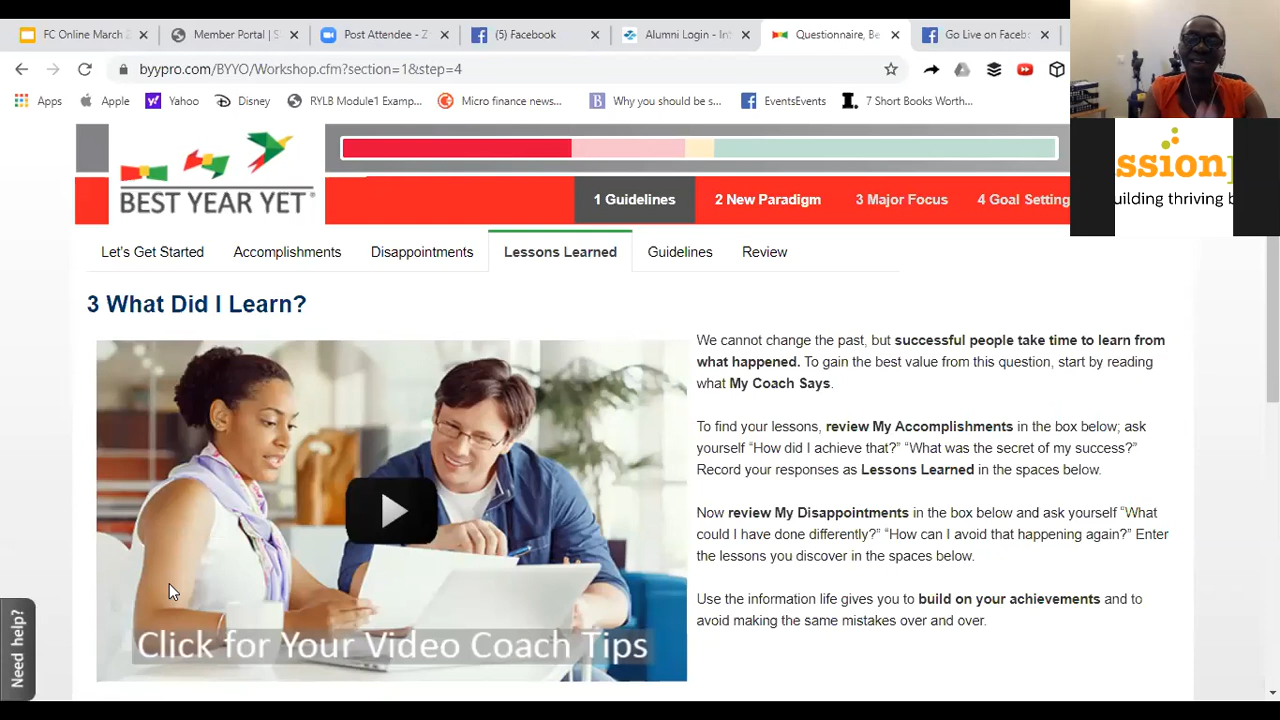 FC Online March 2
Member Portal | S
Post Attendee - Z
(5) Facebook
Alumni Login - In
Questionnaire, Be
Go Live on Faceb
byypro.com/BYYO/Workshop.cfm?section=1&step=4
Apps
Apple
Yahoo
Disney
RYLB Module Examp...
Micro finance news...
Why you should be s...
EventsEvents
7 Short Books Wort...
BEST YEAR YET®
ssion
uilding thriving b
1 Guidelines
2 New Paradigm
3 Major Focus
4 Goal Setting
Let's Get Started
Accomplishments
Disappointments
Lessons Learned
Guidelines
Review
3 What Did I Learn?
We cannot change the past, but successful people take time to learn from
what happened. To gain the best value from this question, start by reading
what My Coach Says.
To find your lessons, review My Accomplishments in the box below; ask
yourself “How did I achieve that?” “What was the secret of my success?”
Record your responses as Lessons Learned in the spaces below.
Now review My Disappointments in the box below and ask yourself “What
could I have done differently?” “How can I avoid that happening again?” Enter
the lessons you discover in the spaces below.
Use the information life gives you to build on your achievements and to
avoid making the same mistakes over and over.
Click for Your Video Coach Tips
Need help?